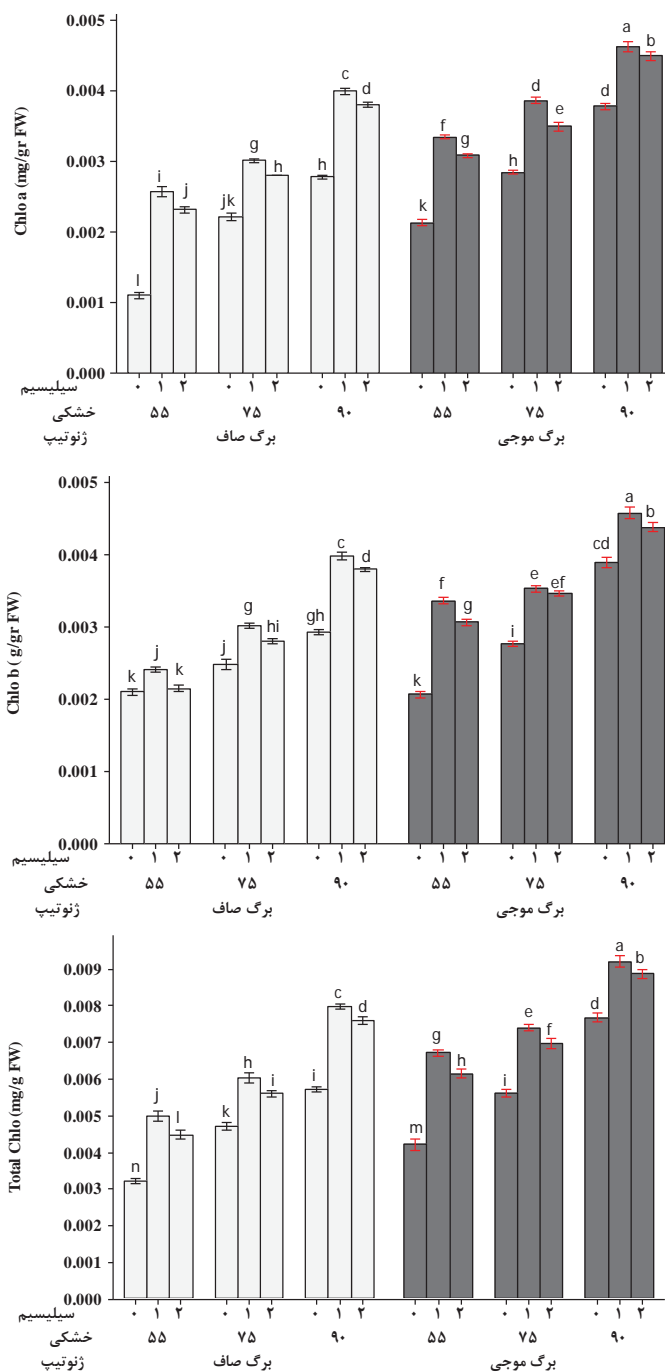 Chlo a (mg/gr FW)
0.005
0.004
0.003
0.002
0.001
0.000
l i j jk g h h c d k f g h d e d a b
سیلیسیم ۰ ۱ ۲ ۰ ۱ ۲ ۰ ۱ ۲ ۰ ۱ ۲ ۰ ۱ ۲ ۰ ۱ ۲
خشکی ۵۵ ۷۵ ۹۰ ۵۵ ۷۵ ۹۰
ژنوتیپ برگ صاف برگ موجی
Chlo b ( g/gr FW)
0.005
0.004
0.003
0.002
0.001
0.000
k j k j g hi gh c d k f g i e ef cd a b
سیلیسیم ۰ ۱ ۲ ۰ ۱ ۲ ۰ ۱ ۲ ۰ ۱ ۲ ۰ ۱ ۲ ۰ ۱ ۲
خشکی ۵۵ ۷۵ ۹۰ ۵۵ ۷۵ ۹۰
ژنوتیپ برگ صاف برگ موجی
Total Chlo (mg/g FW)
0.009
0.008
0.007
0.006
0.005
0.004
0.003
0.002
0.001
0.000
n j l k h i i c d m g h i e f d a b
سیلیسیم ۰ ۱ ۲ ۰ ۱ ۲ ۰ ۱ ۲ ۰ ۱ ۲ ۰ ۱ ۲ ۰ ۱ ۲
خشکی ۵۵ ۷۵ ۹۰ ۵۵ ۷۵ ۹۰
ژنوتیپ برگ صاف برگ موجی